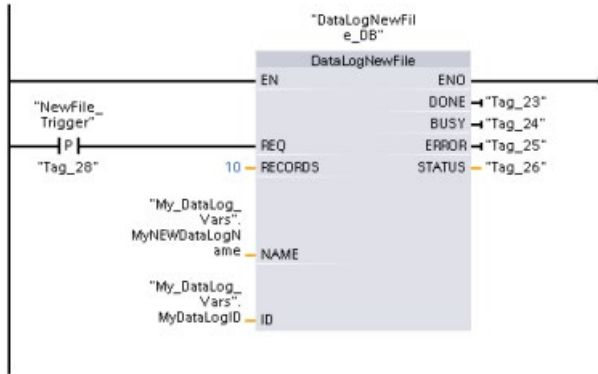 "DataLogNewFil
e_DB"
DataLogNewFile
EN
ENO
DONE
"Tag_23"
BUSY
"Tag_24"
"NewFile_
Trigger"
P
"Tag_28"
REQ
ERROR
"Tag_25"
10
RECORDS
STATUS
"Tag_26"
"My_DataLog_
Vars".
MyNEWDataLogN
ame
NAME
"My_DataLog_
Vars".
MyDataLogID
ID